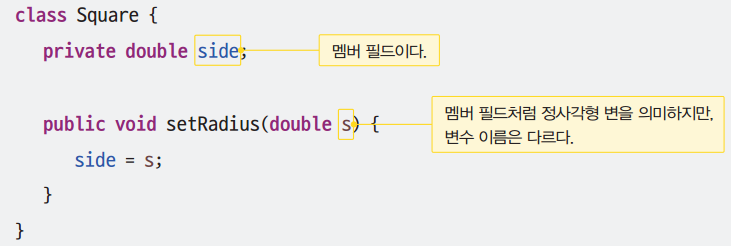 class Square {
private double side;
멤버 필드이다.
public void setRadius(double s) {
멤버 필드처럼 정사각형 변을 의미하지만,
변수 이름은 다르다.
side = s;
}
}